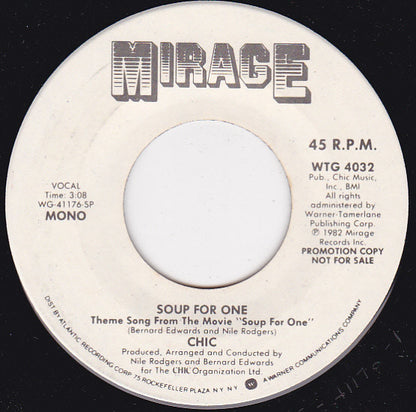 MIRAGE
45 R.P.M.
WTG 4032
Pub., Chic Music,
Inc., BMI
All rights
administered by
Warner-Tamerlane
Publishing Corp.
℗ 1982 Mirage
Records Inc.
PROMOTION COPY
NOT FOR SALE
VOCAL
Time: 3:08
WG-41176-SP
MONO
SOUP FOR ONE
Theme Song From The Movie "Soup For One"
(Bernard Edwards and Nile Rodgers)
CHIC
Produced, Arranged and Conducted by
Nile Rodgers and Bernard Edwards
for The CHIC Organization Ltd.
DIST BY ATLANTIC RECORDING CORP 75 ROCKEFELLER PLAZA NY NY W A WARNER COMMUNICATIONS COMPANY